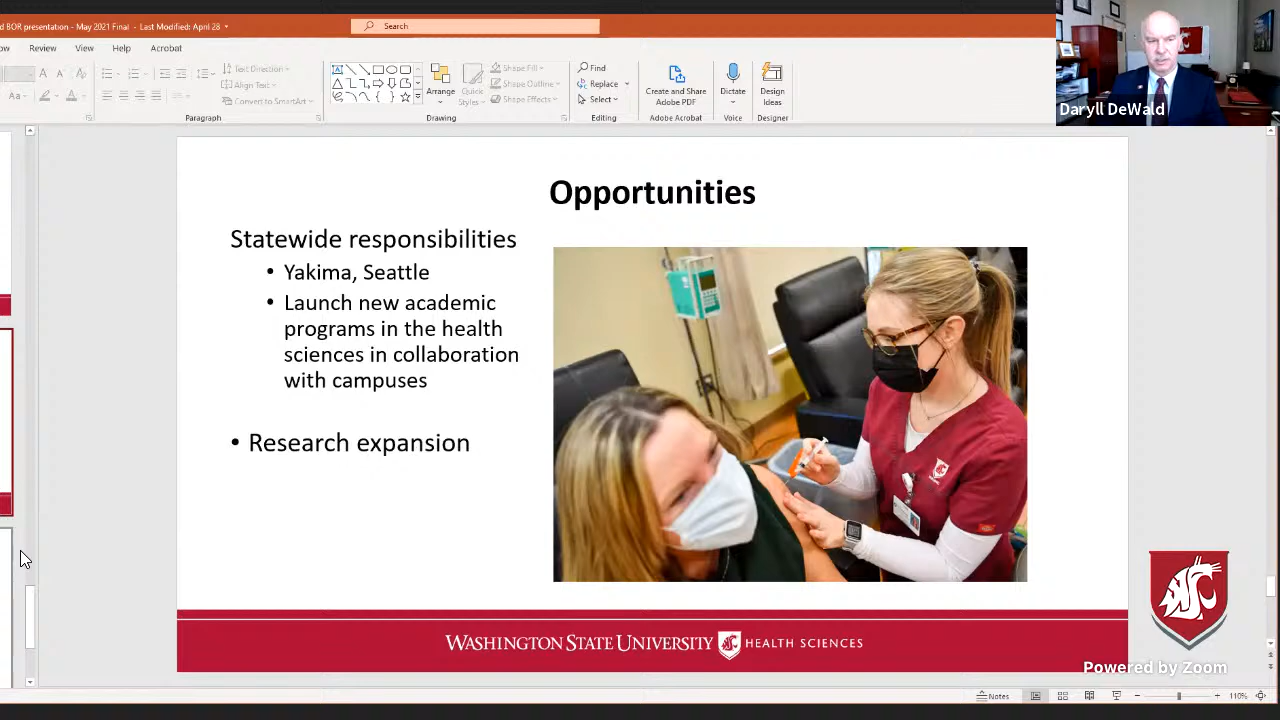 d BOR presentation - May 2021 Final - Last Modified: April 28
Search
ow Review View Help Acrobat
Text Direction
Align Text
Convert to SmartArt
Paragraph
Arrange
Quick
Styles
Shape Fill
Shape Outline
Shape Effects
Drawing
Find
Replace
Select
Editing
Create and Share
Adobe PDF
Adobe Acrobat
Dictate
Voice
Design
Ideas
Designer
Daryll DeWald
Opportunities
Statewide responsibilities
• Yakima, Seattle
• Launch new academic
programs in the health
sciences in collaboration
with campuses
• Research expansion
WASHINGTON STATE UNIVERSITY HEALTH SCIENCES
Powered by Zoom
Notes
110%